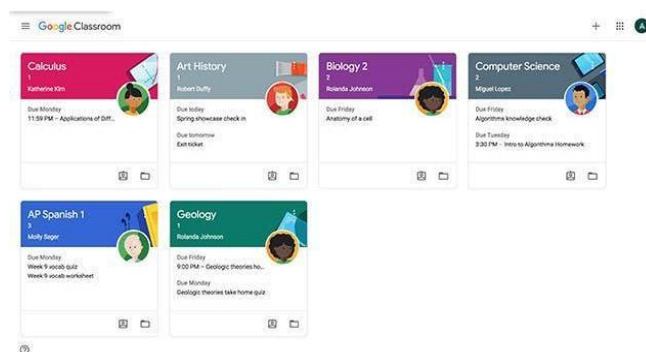 Google Classroom
A
Calculus
1
Katherine Kim
Due Monday
11:59 PM – Applications of Diff...
Art History
1
Robert Duffy
Due today
Spring showcase check in
Due tomorrow
Exit ticket
Biology 2
2
Rolanda Johnson
Due Friday
Anatomy of a cell
Computer Science
2
Miguel Lopez
Due Friday
Algorithms knowledge check
Due Tuesday
3:30 PM – Intro to Algorithms Homework
AP Spanish 1
3
Molly Sager
Due Monday
Week 9 vocab quiz
Week 9 vocab worksheet
Geology
1
Rolanda Johnson
Due Friday
9:00 PM – Geologic theories ho...
Due Monday
Geologic theories take home quiz